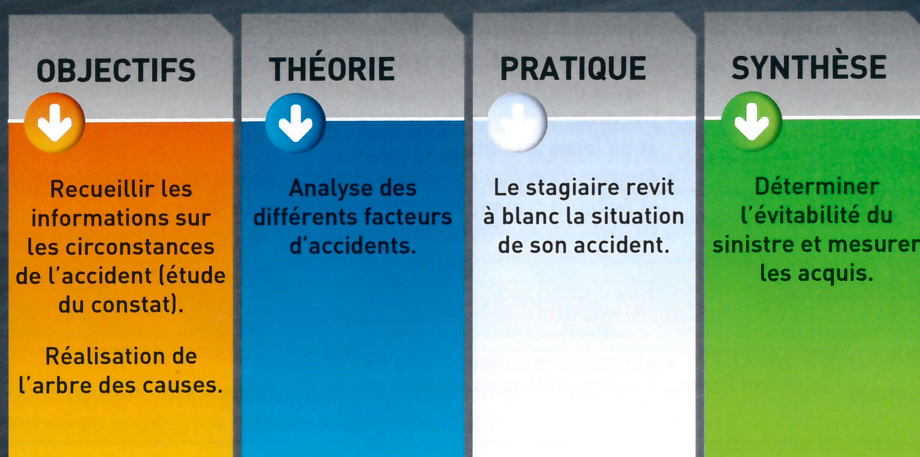 OBJECTIFS
Recueillir les
informations sur
les circonstances
de l'accident (étude
du constat).
Réalisation de
l'arbre des causes.
THÉORIE
Analyse des
différents facteurs
d'accidents.
PRATIQUE
Le stagiaire revit
à blanc la situation
de son accident.
SYNTHÈSE
Déterminer
l'évitabilité du
sinistre et mesurer
les acquis.